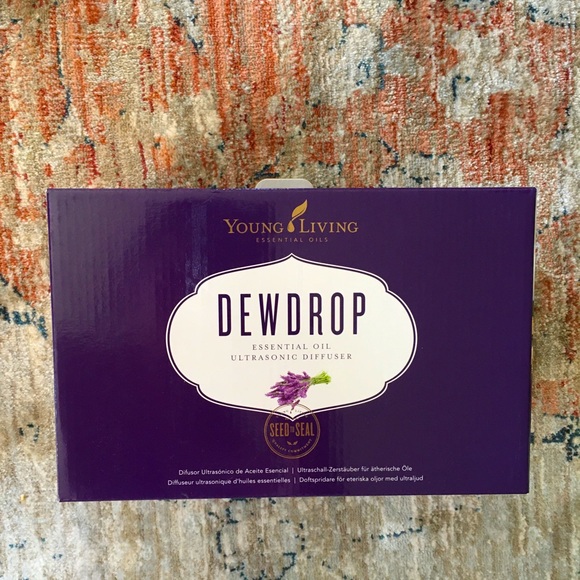 YOUNG LIVING
ESSENTIAL OILS
DEWDROP
ESSENTIAL OIL
ULTRASONIC DIFFUSER
SEED TO SEAL
Difusor Ultrasónico de Aceite Esencial | Ultraschall-Zerstäuber für ätherische Öle
Diffuseur ultrasonique d'huiles essentielles | Doftspridare för eteriska oljor med ultraljud